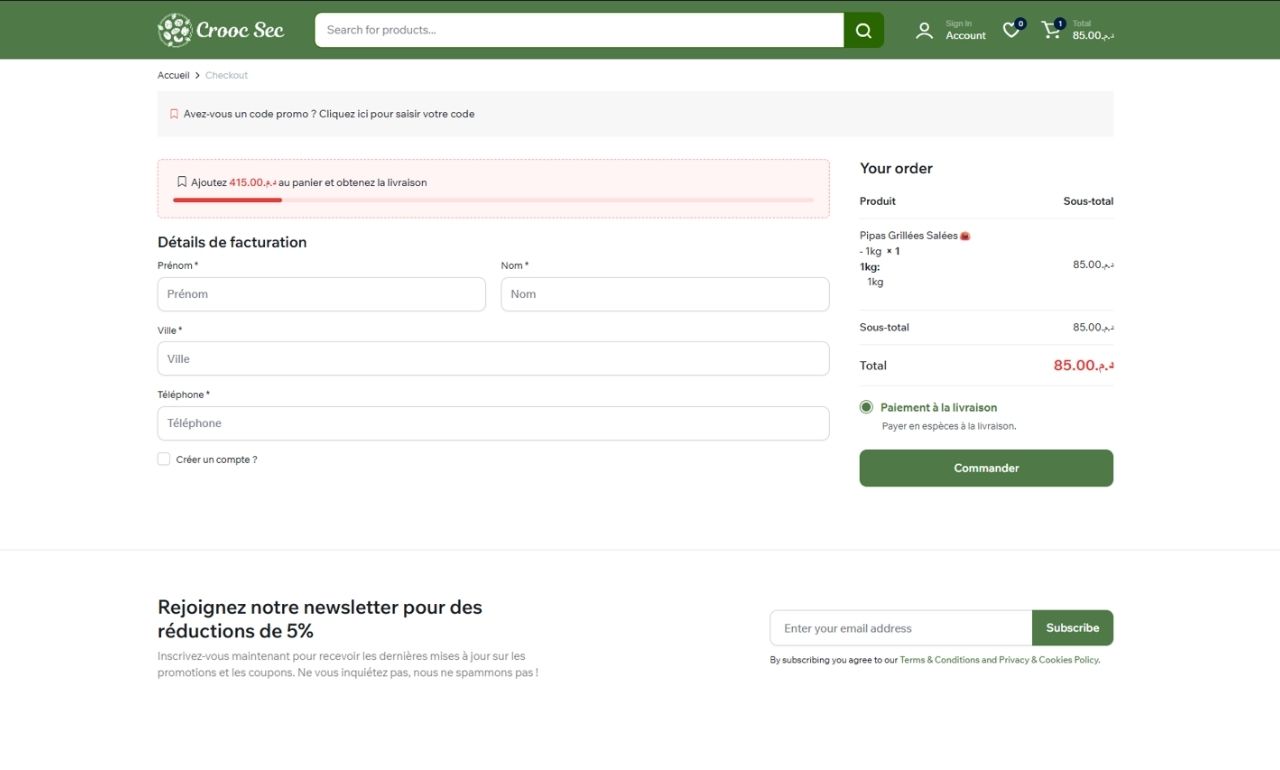 Crooc Sec
Search for products...
Sign In
Account
0
1
Total
85.00د.م.
Accueil > Checkout
Avez-vous un code promo ? Cliquez ici pour saisir votre code
Ajoutez 415.00د.م. au panier et obtenez la livraison
Détails de facturation
Prénom *
Nom *
Prénom
Nom
Ville *
Ville
Téléphone *
Téléphone
Créer un compte ?
Your order
Produit Sous-total
Pipas Grillées Salées
- 1kg × 1
1kg:
1kg
85.00د.م.
Sous-total 85.00د.م.
Total 85.00د.م.
Paiement à la livraison
Payer en espèces à la livraison.
Commander
Rejoignez notre newsletter pour des
réductions de 5%
Inscrivez-vous maintenant pour recevoir les dernières mises à jour sur les
promotions et les coupons. Ne vous inquiétez pas, nous ne spammons pas !
Enter your email address
Subscribe
By subscribing you agree to our Terms & Conditions and Privacy & Cookies Policy.